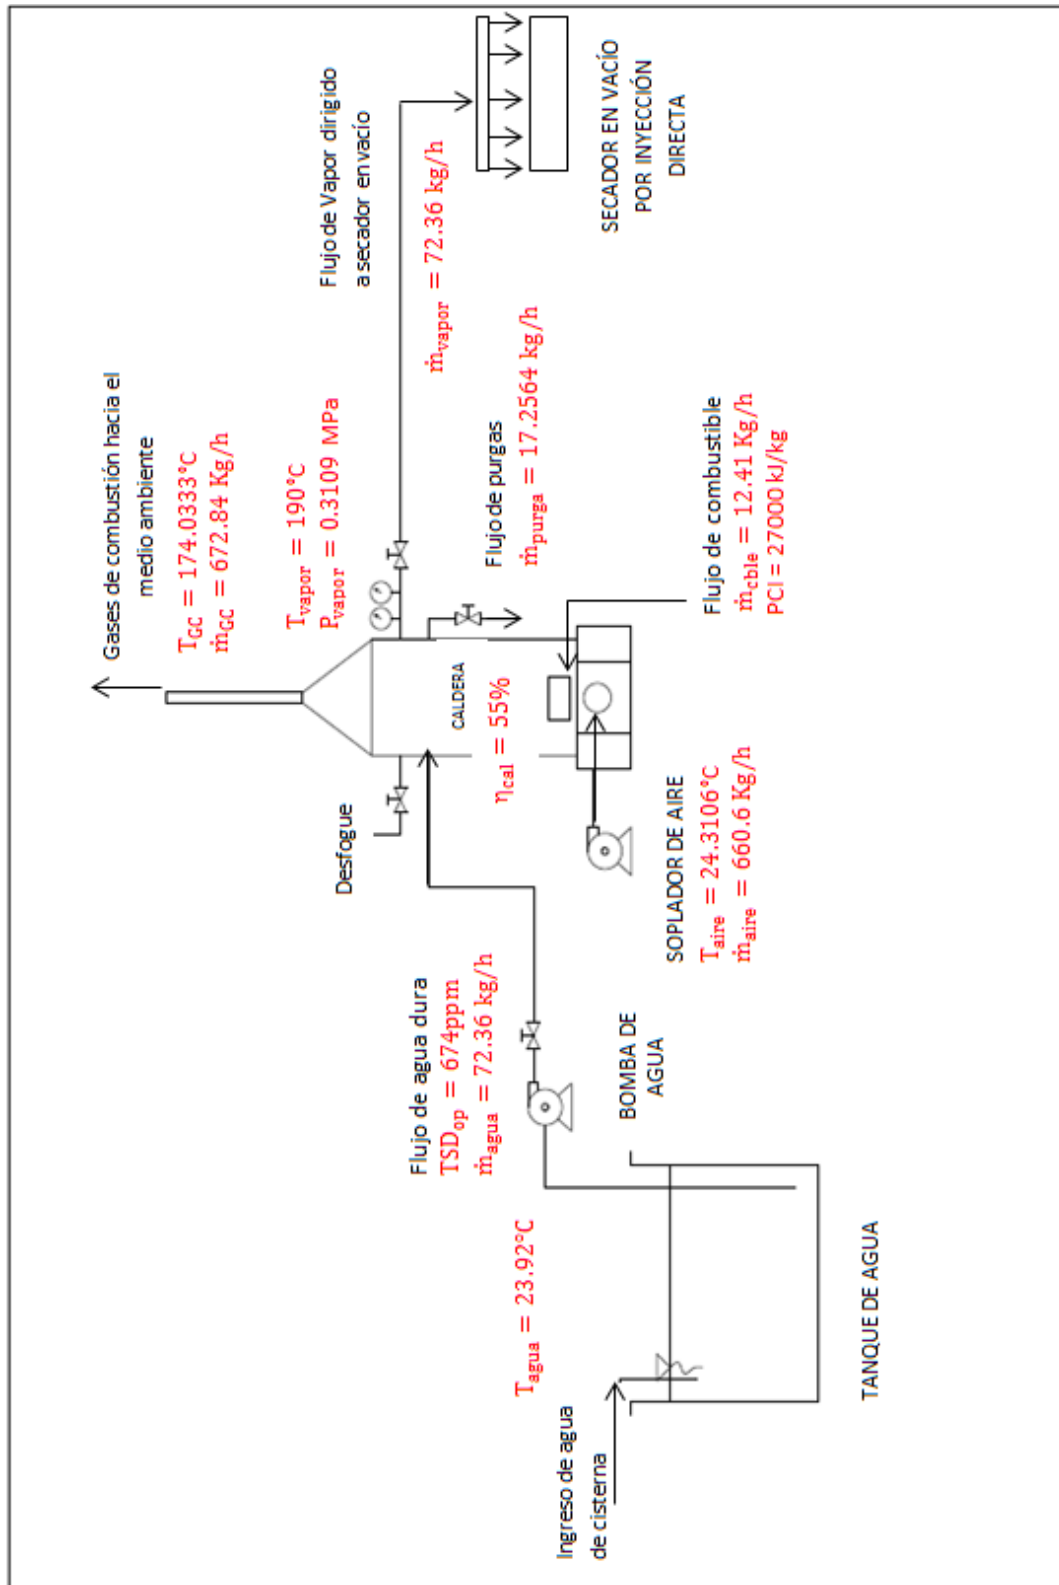 Gases de combustión hacia el
medio ambiente
T_GC = 174.0333°C
ṁ_GC = 672.84 Kg/h
T_vapor = 190°C
P_vapor = 0.3109 MPa
Flujo de Vapor dirigido
a secador en vacío
ṁ_vapor = 72.36 kg/h
SECADOR EN VACÍO
POR INYECCIÓN
DIRECTA
Desfogue
CALDERA
η_cal = 55%
Flujo de purgas
ṁ_purga = 17.2564 kg/h
Flujo de combustible
ṁ_cble = 12.41 Kg/h
PCI = 27000 kJ/kg
Flujo de agua dura
TSD_op = 674ppm
ṁ_agua = 72.36 kg/h
SOPLADOR DE AIRE
T_aire = 24.3106°C
ṁ_aire = 660.6 Kg/h
BOMBA DE
AGUA
T_agua = 23.92°C
Ingreso de agua
de cisterna
TANQUE DE AGUA